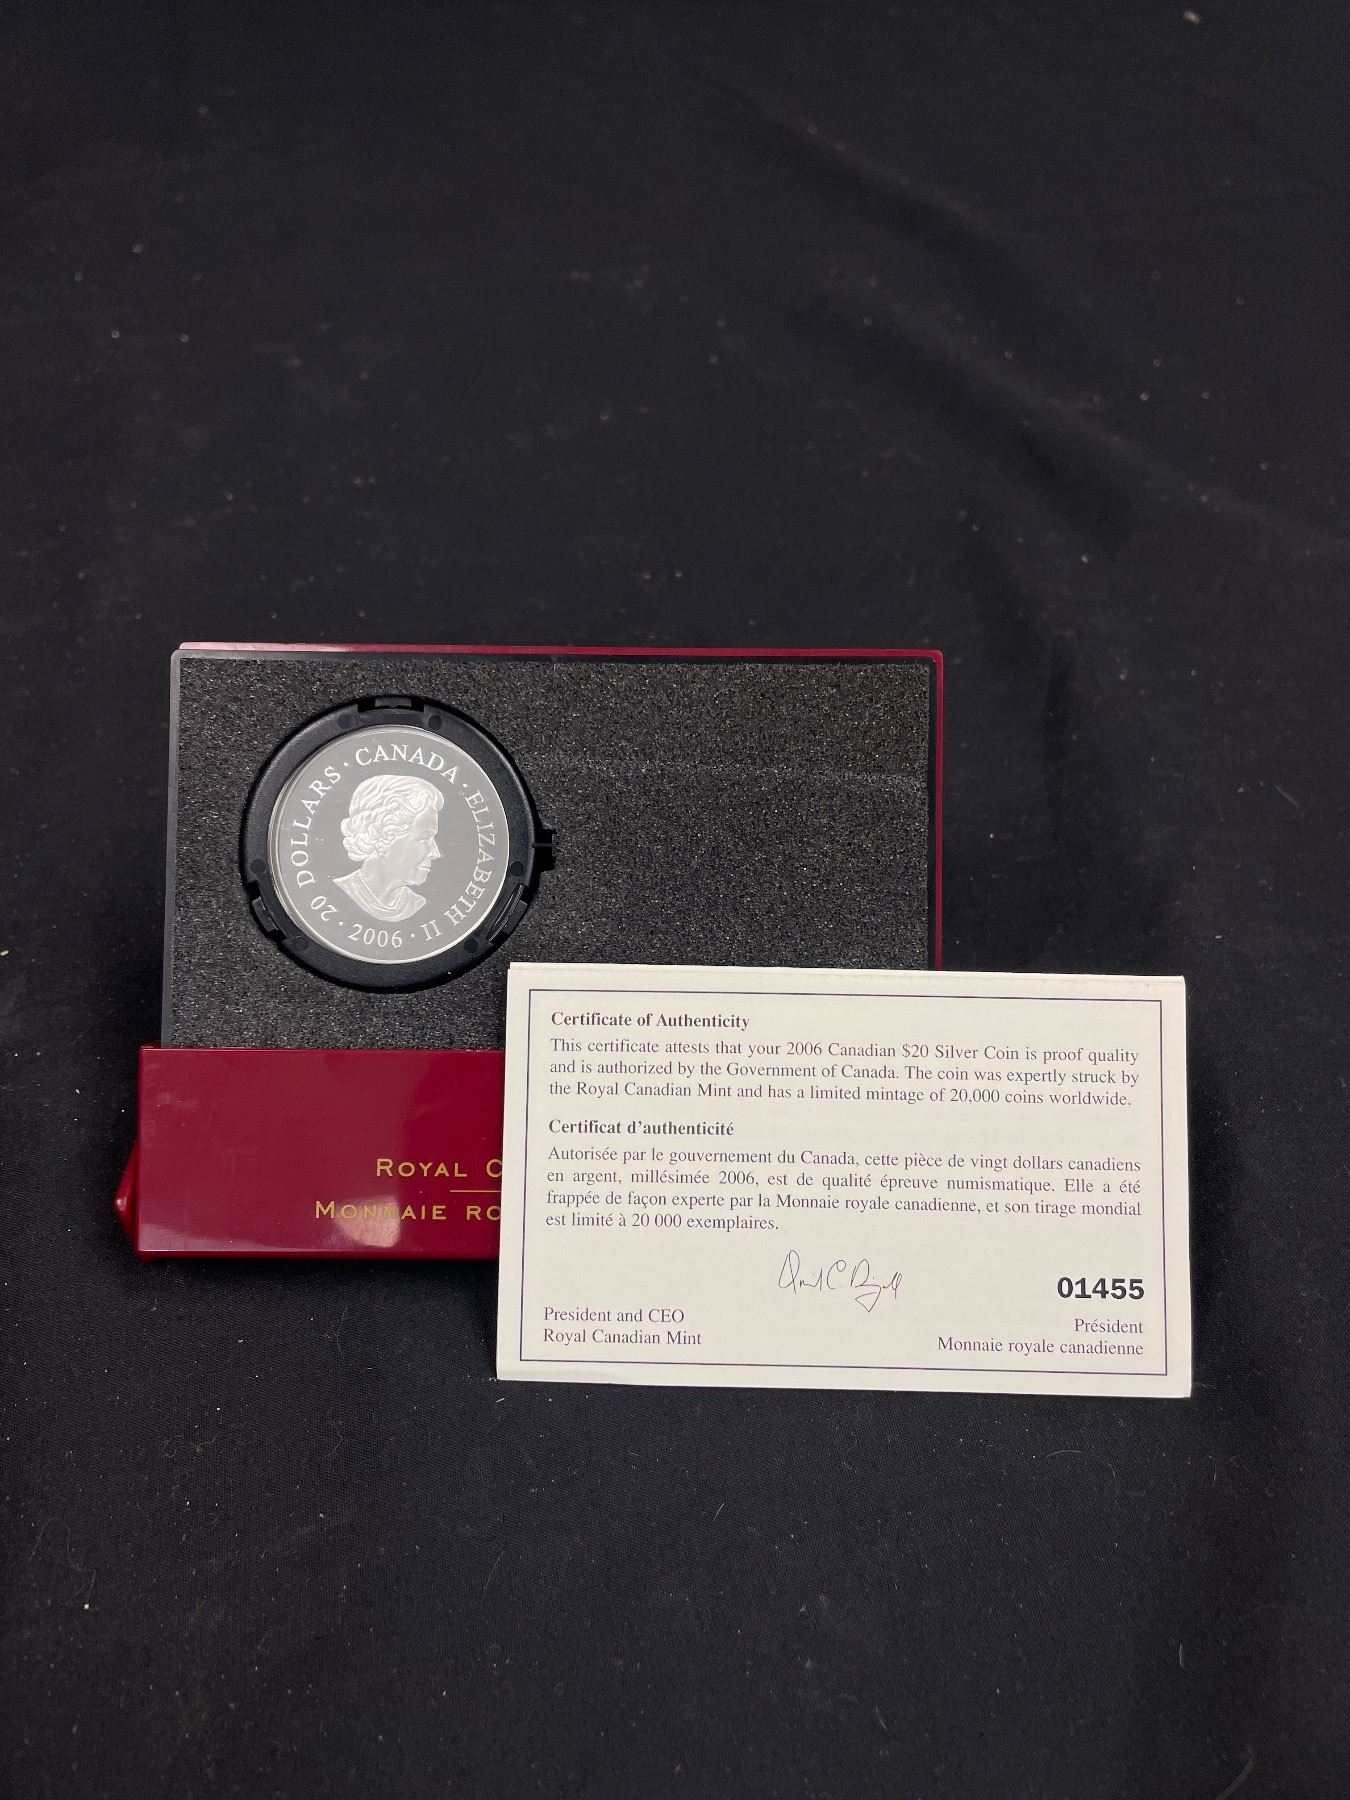 20 DOLLARS · CANADA · ELIZABETH II · 2006 ·
ROYAL C
MONNAIE RO
Certificate of Authenticity
This certificate attests that your 2006 Canadian $20 Silver Coin is proof quality
and is authorized by the Government of Canada. The coin was expertly struck by
the Royal Canadian Mint and has a limited mintage of 20,000 coins worldwide.
Certificat d'authenticité
Autorisée par le gouvernement du Canada, cette pièce de vingt dollars canadiens
en argent, millésimée 2006, est de qualité épreuve numismatique. Elle a été
frappée de façon experte par la Monnaie royale canadienne, et son tirage mondial
est limité à 20 000 exemplaires.
01455
President and CEO
Royal Canadian Mint
Président
Monnaie royale canadienne